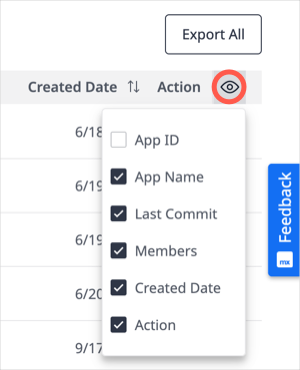 Export All
Created Date Action
6/18
App ID
App Name
6/19
Last Commit
6/19
Members
Created Date
6/20
Action
9/17
Feedback
mx